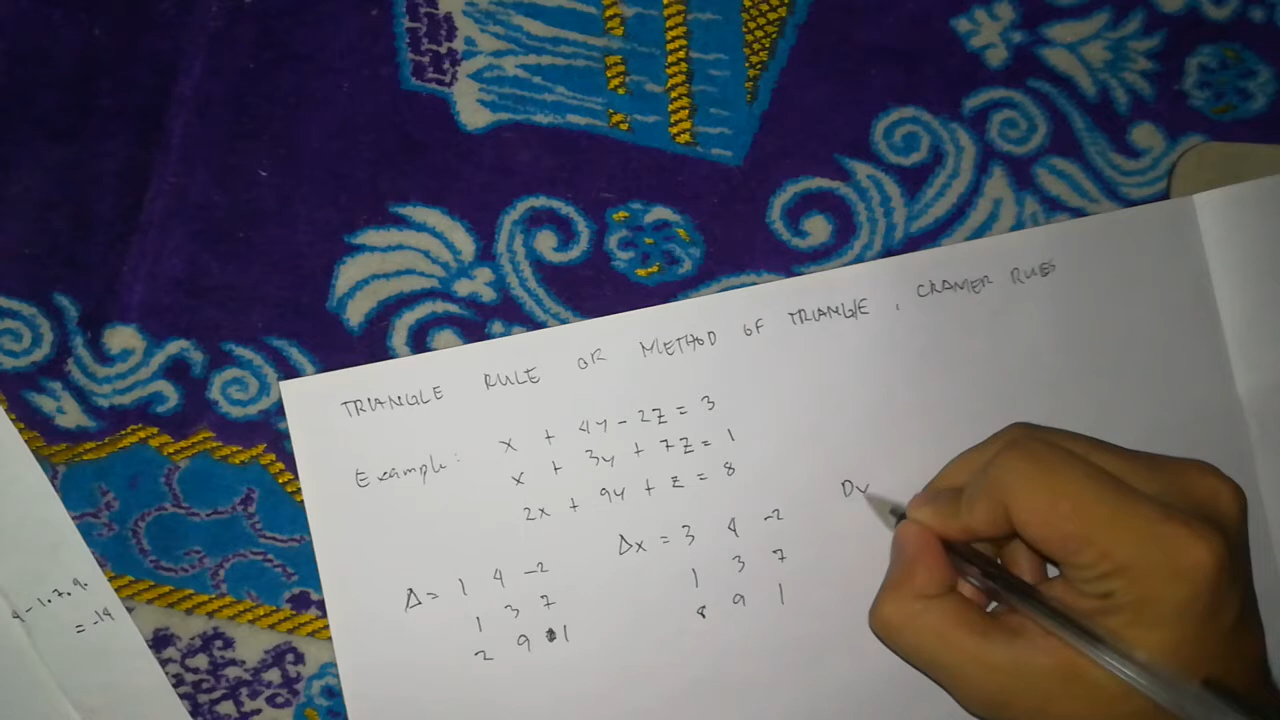 TRIANGLE RULE OR METHOD OF TRIANGLE, CRAMER RULES
Example: x + 4y - 2z = 3
x + 3y + 7z = 1
2x + 9y + z = 8
Δ = 1 4 -2
1 3 7
2 9 1
Δx = 3 4 -2
1 3 7
8 9 1
= -14